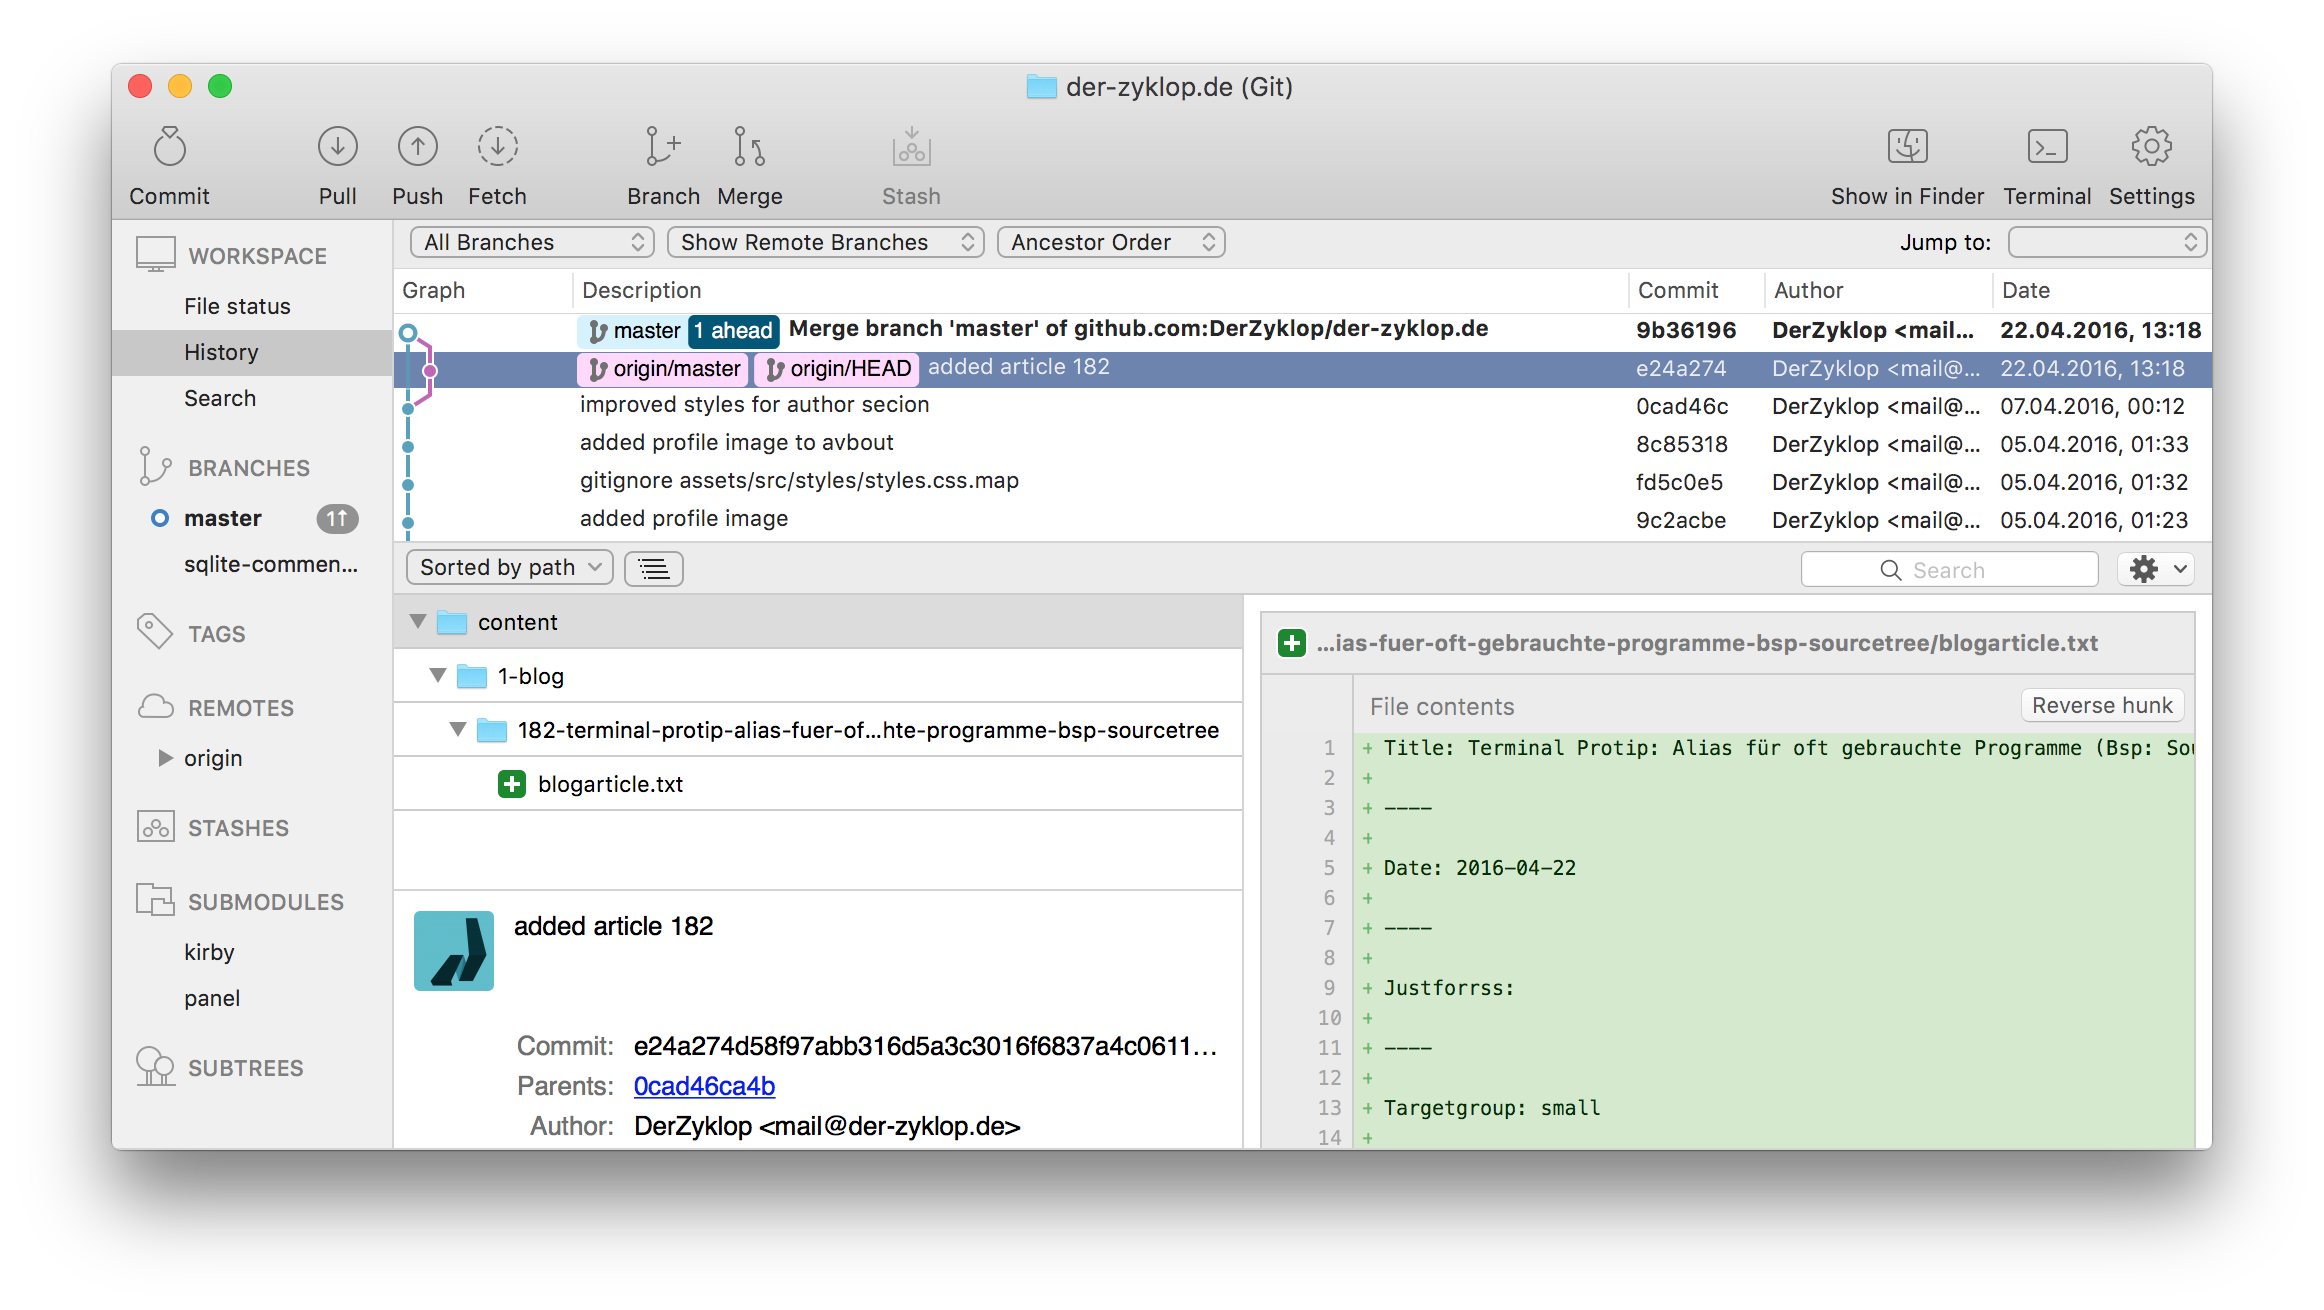 der-zyklop.de (Git)
Commit Pull Push Fetch Branch Merge Stash Show in Finder Terminal Settings
WORKSPACE
File status
History
Search
BRANCHES
master 1↑
sqlite-commen...
TAGS
REMOTES
origin
STASHES
SUBMODULES
kirby
panel
SUBTREES
All Branches Show Remote Branches Ancestor Order Jump to:
Graph Description Commit Author Date
master 1 ahead Merge branch 'master' of github.com:DerZyklop/der-zyklop.de 9b36196 DerZyklop <mail... 22.04.2016, 13:18
origin/master origin/HEAD added article 182 e24a274 DerZyklop <mail@... 22.04.2016, 13:18
improved styles for author secion 0cad46c DerZyklop <mail@... 07.04.2016, 00:12
added profile image to avbout 8c85318 DerZyklop <mail@... 05.04.2016, 01:33
gitignore assets/src/styles/styles.css.map fd5c0e5 DerZyklop <mail@... 05.04.2016, 01:32
added profile image 9c2acbe DerZyklop <mail@... 05.04.2016, 01:23
Sorted by path Search
content
1-blog
182-terminal-protip-alias-fuer-of...hte-programme-bsp-sourcetree
blogarticle.txt
added article 182
Commit: e24a274d58f97abb316d5a3c3016f6837a4c0611...
Parents: 0cad46ca4b
Author: DerZyklop <mail@der-zyklop.de>
...ias-fuer-oft-gebrauchte-programme-bsp-sourcetree/blogarticle.txt
File contents Reverse hunk
1 + Title: Terminal Protip: Alias für oft gebrauchte Programme (Bsp: Sou
2 +
3 + ----
4 +
5 + Date: 2016-04-22
6 +
7 + ----
8 +
9 + Justforrss:
10 +
11 + ----
12 +
13 + Targetgroup: small
14 +